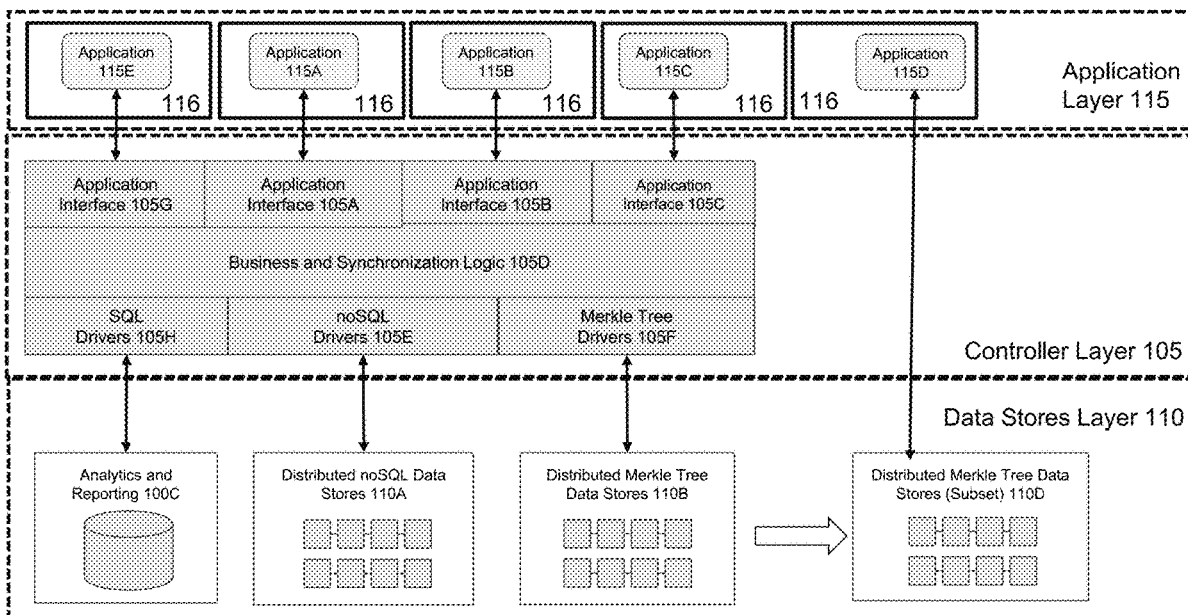 Application
115E
116
Application
115A
116
Application
115B
116
Application
115C
116
116
Application
115D
Application
Layer 115
Application
Interface 105G
Application
Interface 105A
Application
Interface 105B
Application
Interface 105C
Business and Synchronization Logic 105D
SQL
Drivers 105H
noSQL
Drivers 105E
Merkle Tree
Drivers 105F
Controller Layer 105
Data Stores Layer 110
Analytics and
Reporting 100C
Distributed noSQL Data
Stores 110A
Distributed Merkle Tree
Data Stores 110B
Distributed Merkle Tree Data
Stores (Subset) 110D